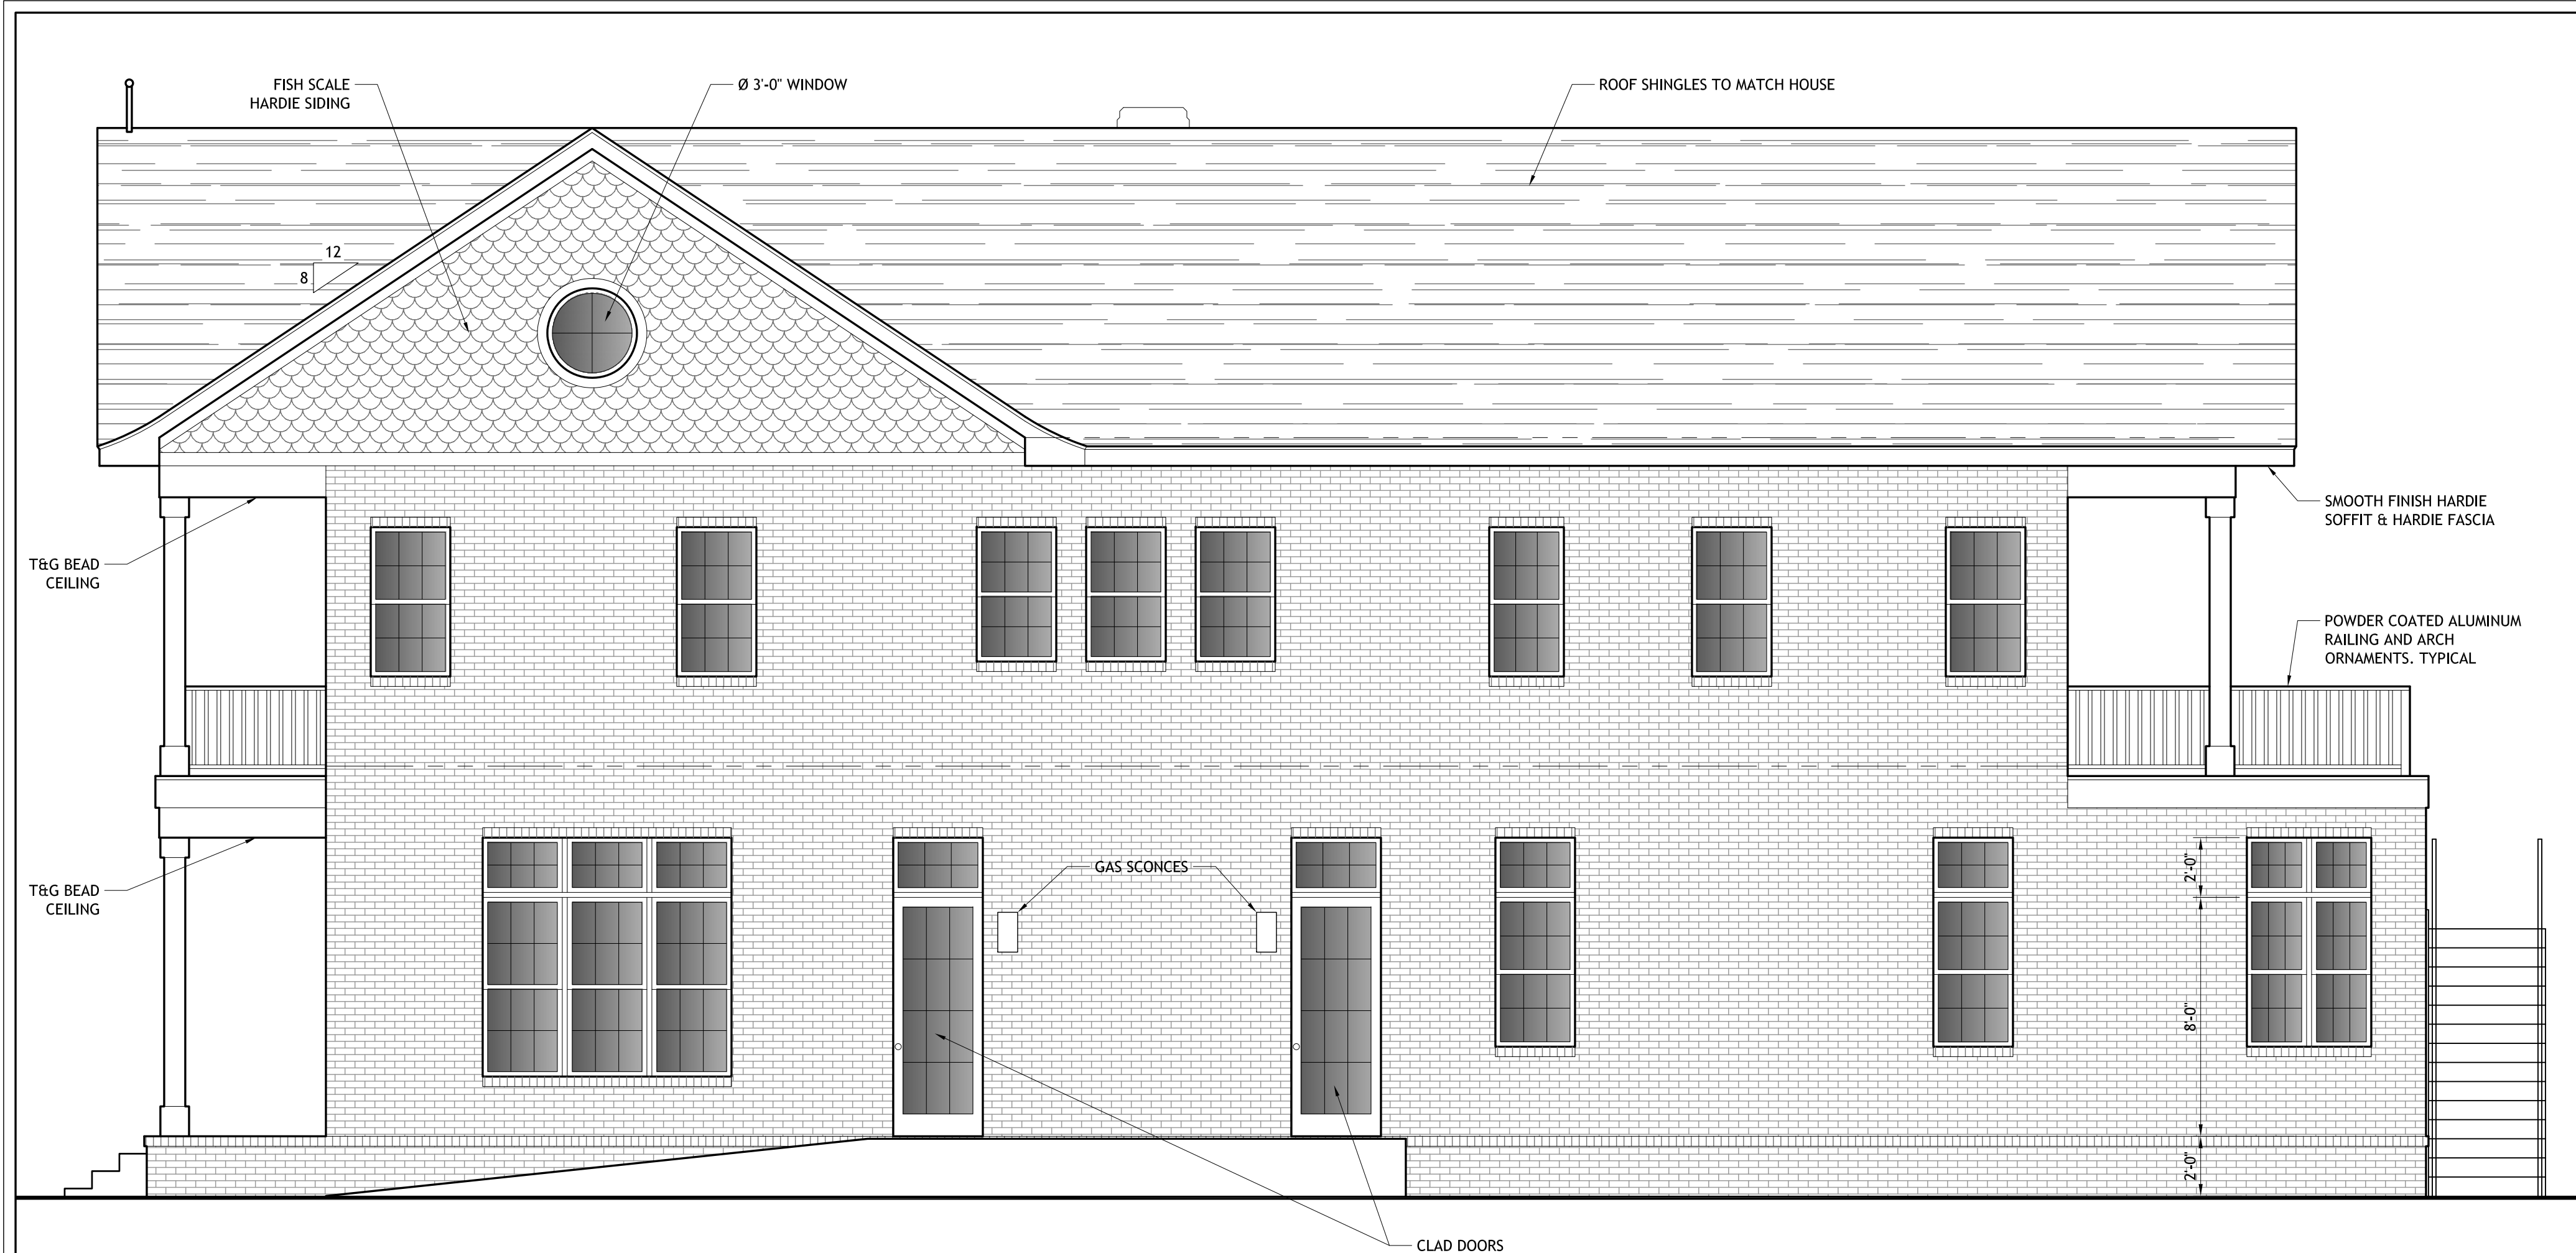 FISH SCALE
HARDIE SIDING
Ø 3'-0" WINDOW
ROOF SHINGLES TO MATCH HOUSE
12
8
SMOOTH FINISH HARDIE
SOFFIT & HARDIE FASCIA
T&G BEAD
CEILING
POWDER COATED ALUMINUM
RAILING AND ARCH
ORNAMENTS. TYPICAL
T&G BEAD
CEILING
GAS SCONCES
2'-0"
8'-0"
2'-0"
CLAD DOORS